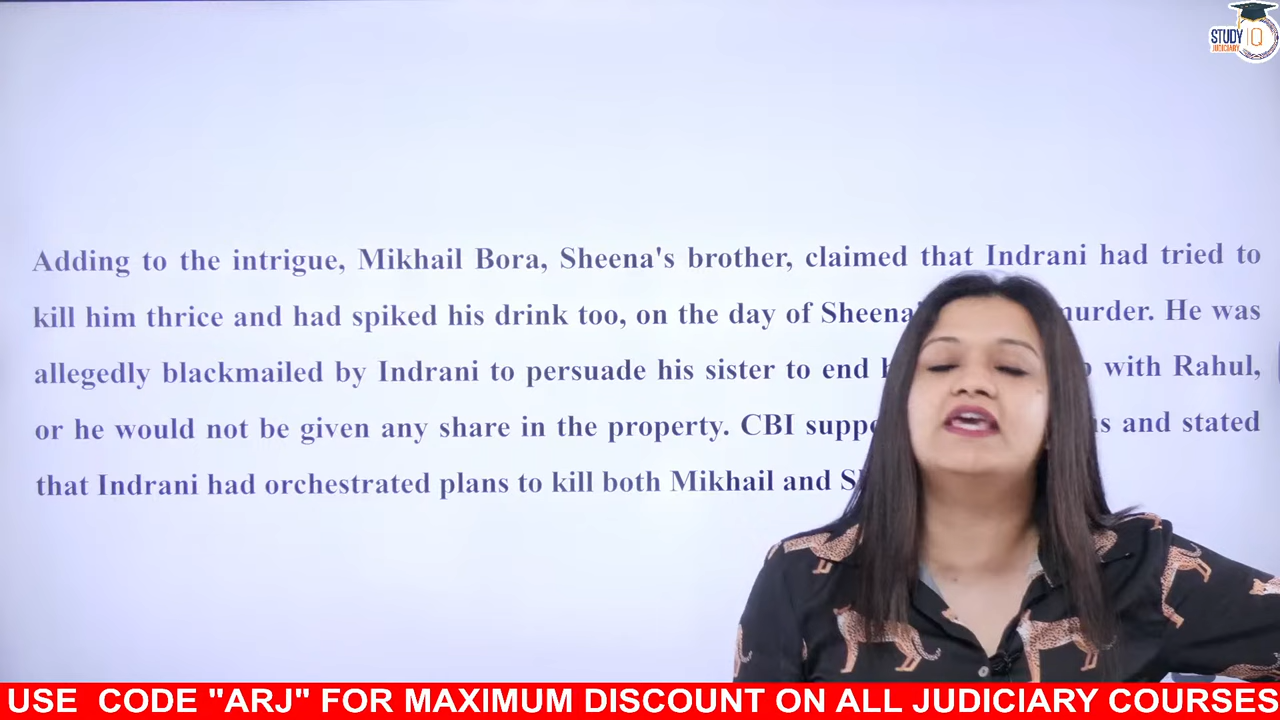 STUDY IQ
JUDICIARY
Adding to the intrigue, Mikhail Bora, Sheena's brother, claimed that Indrani had tried to
kill him thrice and had spiked his drink too, on the day of Sheena murder. He was
allegedly blackmailed by Indrani to persuade his sister to end with Rahul,
or he would not be given any share in the property. CBI and stated
that Indrani had orchestrated plans to kill both Mikhail and
USE CODE "ARJ" FOR MAXIMUM DISCOUNT ON ALL JUDICIARY COURSES